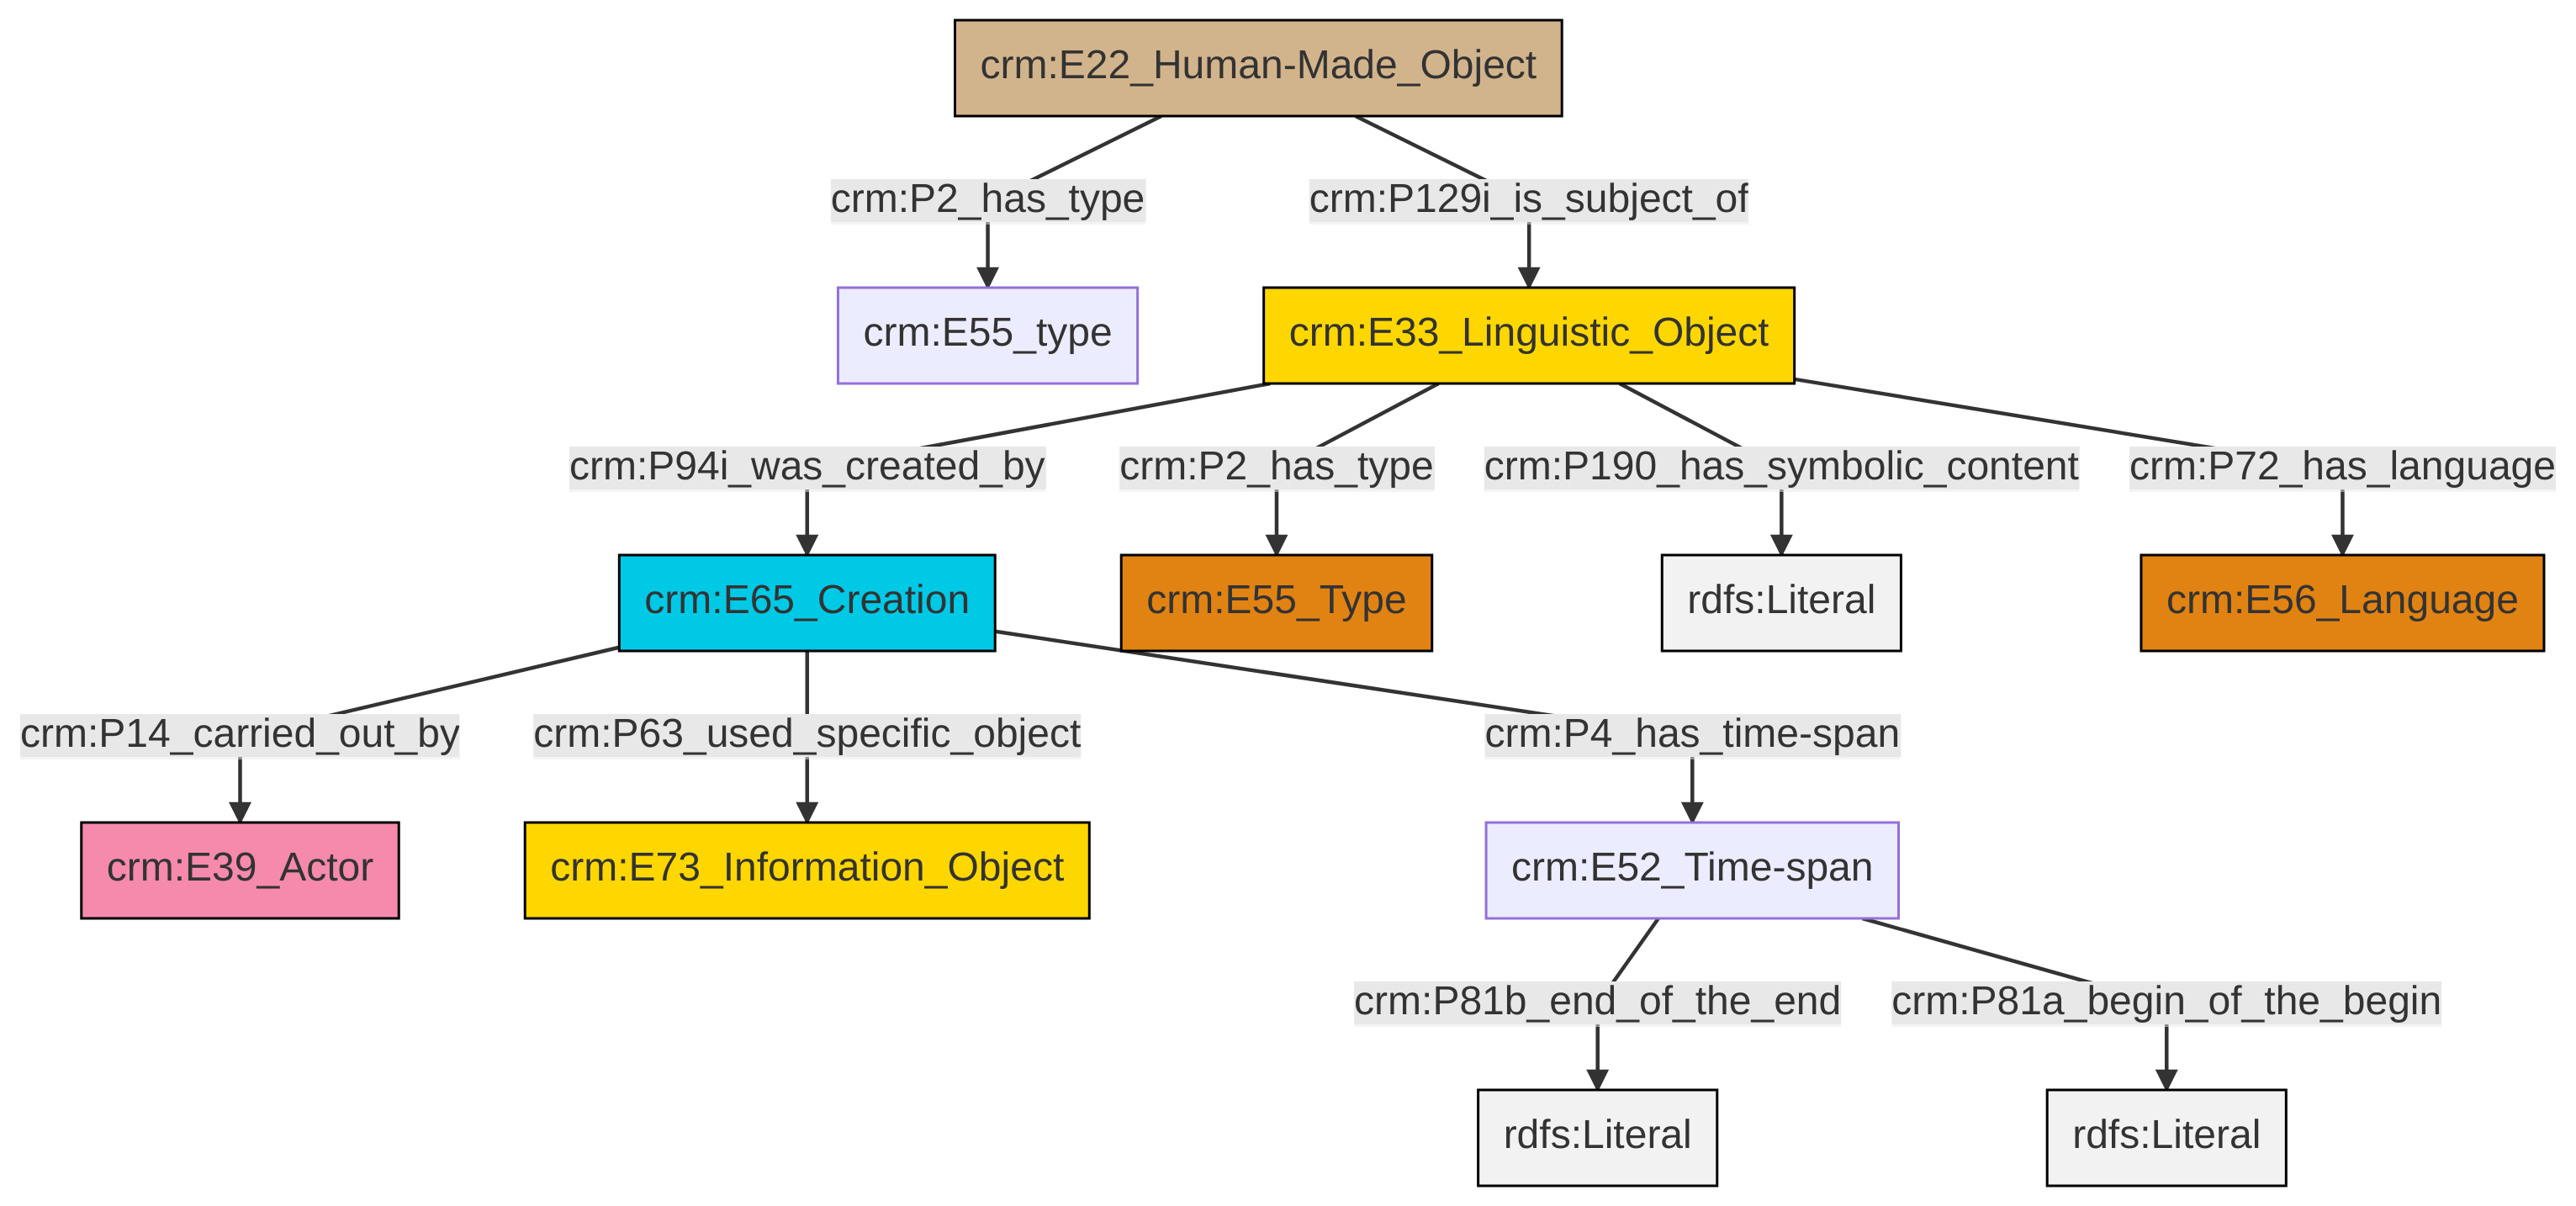 crm:E22_Human-Made_Object
crm:P2_has_type
crm:P129i_is_subject_of
crm:E55_type
crm:E33_Linguistic_Object
crm:P94i_was_created_by
crm:P2_has_type
crm:P190_has_symbolic_content
crm:P72_has_language
crm:E65_Creation
crm:E55_Type
rdfs:Literal
crm:E56_Language
crm:P14_carried_out_by
crm:P63_used_specific_object
crm:P4_has_time-span
crm:E39_Actor
crm:E73_Information_Object
crm:E52_Time-span
crm:P81b_end_of_the_end
crm:P81a_begin_of_the_begin
rdfs:Literal
rdfs:Literal